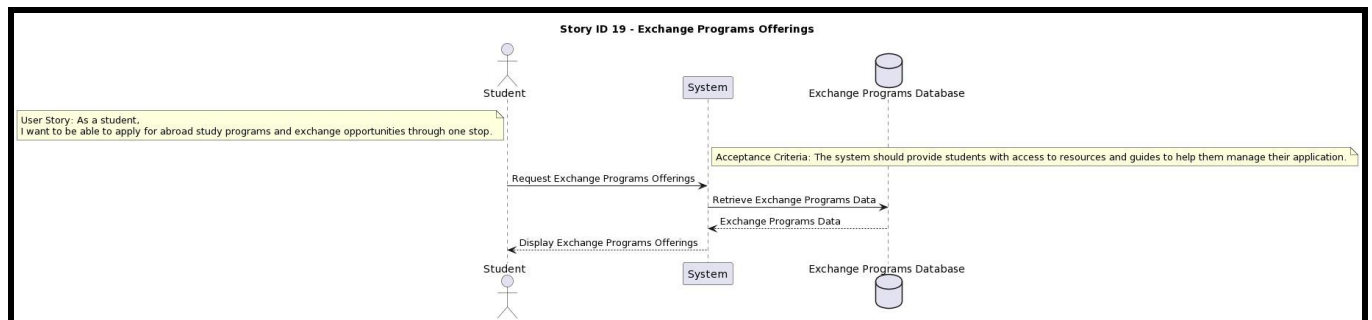 Story ID 19 - Exchange Programs Offerings
Student
System
Exchange Programs Database
User Story: As a student,
I want to be able to apply for abroad study programs and exchange opportunities through one stop.
Acceptance Criteria: The system should provide students with access to resources and guides to help them manage their application.
Request Exchange Programs Offerings
Retrieve Exchange Programs Data
Exchange Programs Data
Display Exchange Programs Offerings
Student
System
Exchange Programs Database